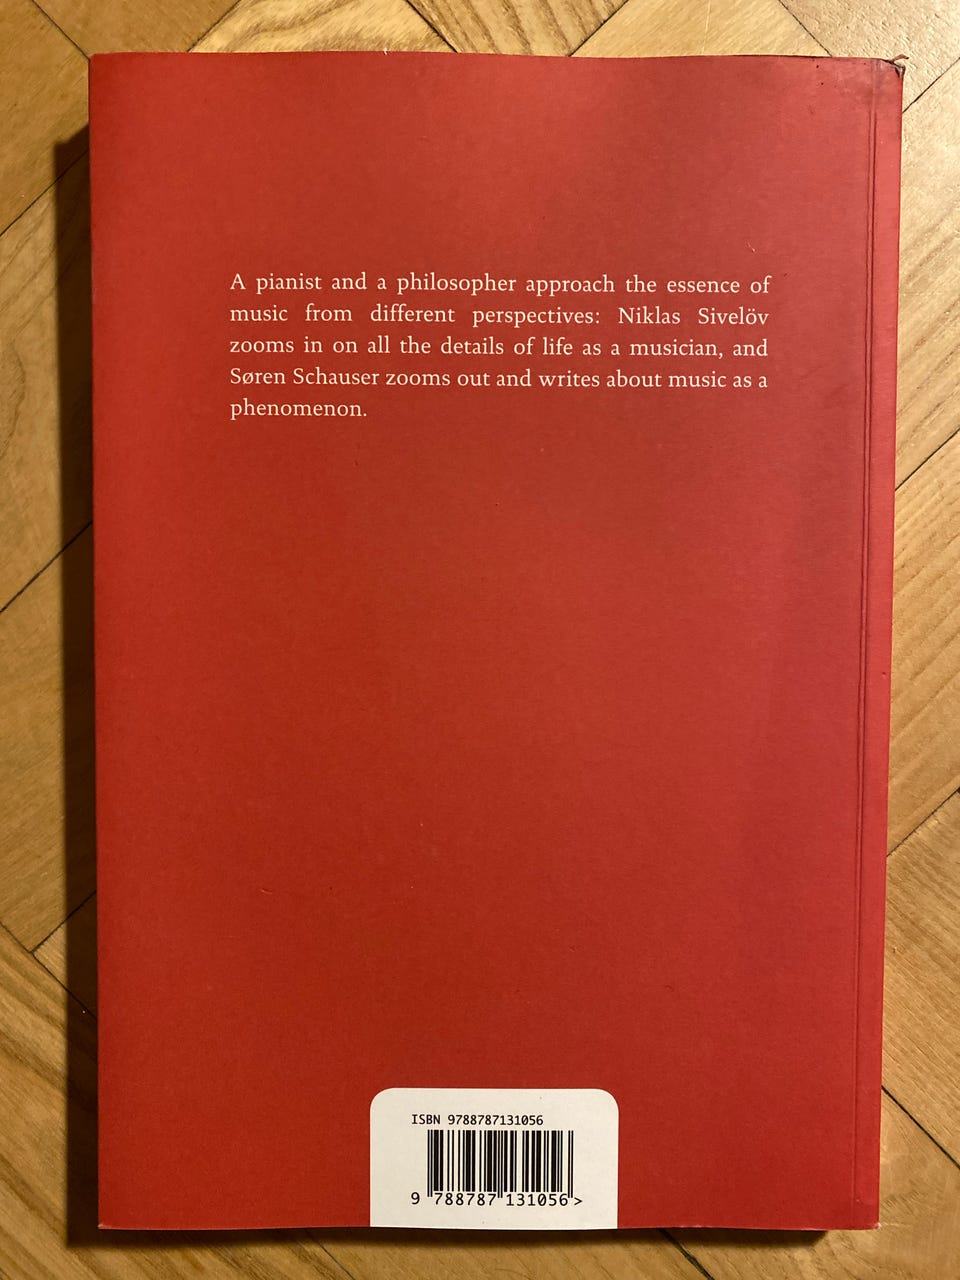 A pianist and a philosopher approach the essence of
music from different perspectives: Niklas Sivelöv
zooms in on all the details of life as a musician, and
Søren Schauser zooms out and writes about music as a
phenomenon.
ISBN 9788787131056
9 788787 131056 >